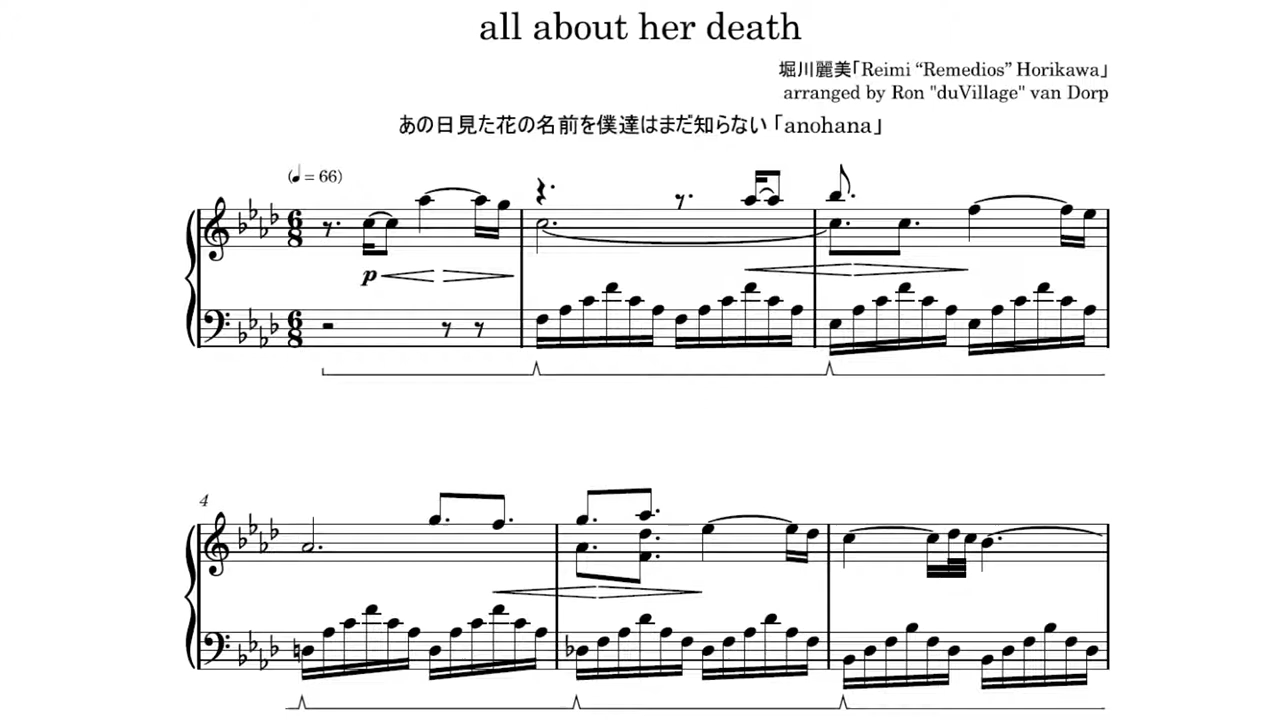 all about her death
堀川麗美「Reimi “Remedios” Horikawa」
arranged by Ron "duVillage" van Dorp
あの日見た花の名前を僕達はまだ知らない「anohana」
(♩ = 66)
6
8
p
6
8
4